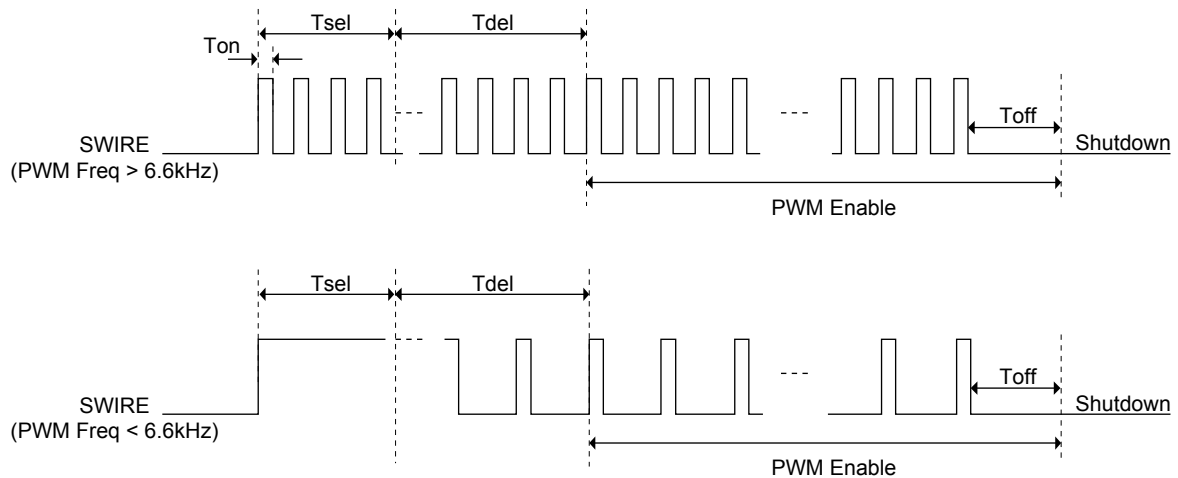 Tsel
Tdel
Ton
Toff
SWIRE
(PWM Freq > 6.6kHz)
Shutdown
PWM Enable
Tsel
Tdel
Toff
SWIRE
(PWM Freq < 6.6kHz)
Shutdown
PWM Enable